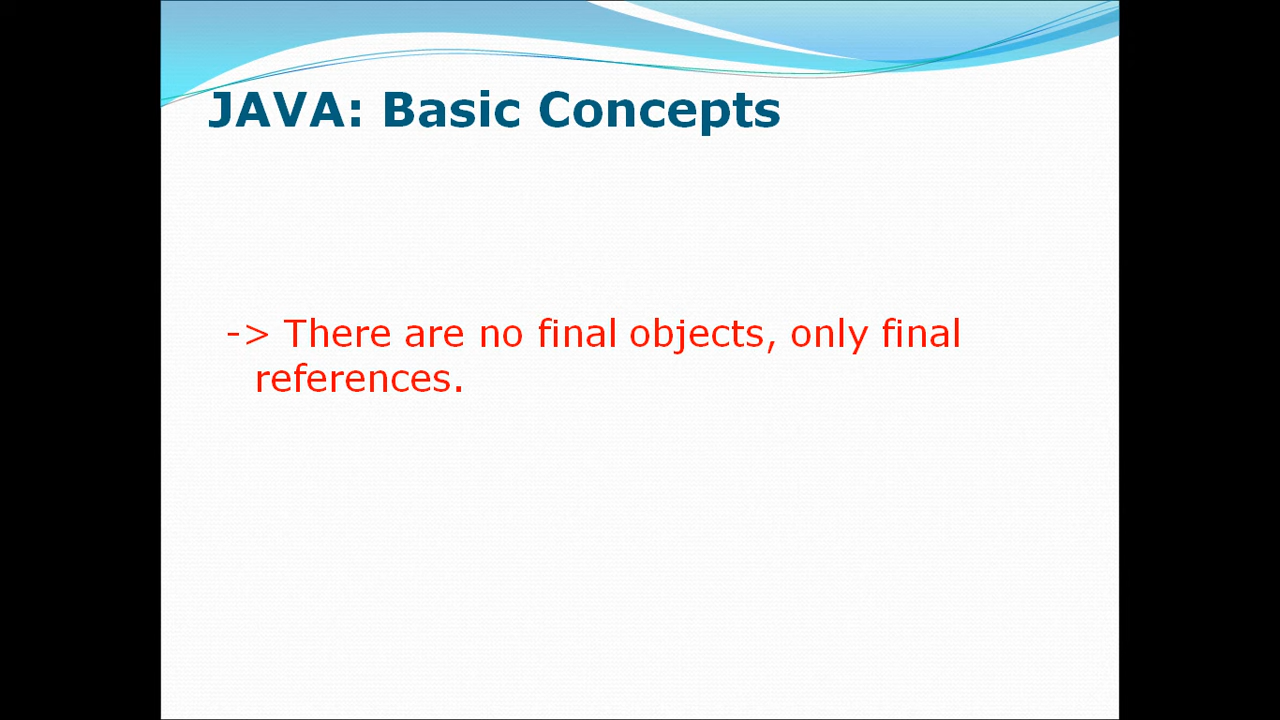 JAVA: Basic Concepts
-> There are no final objects, only final
references.